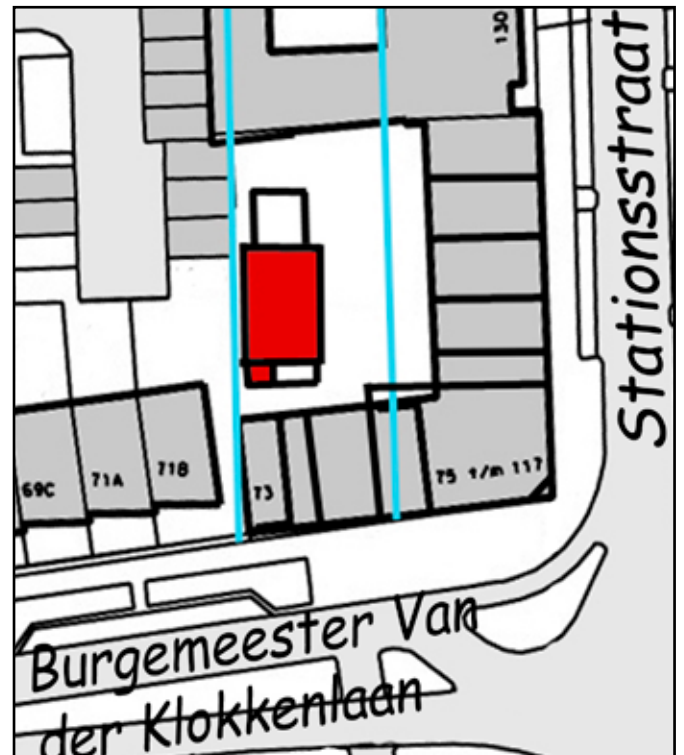 130
Stationsstraat
69C
71A
71B
73
75 t/m 117
Burgemeester Van
der Klokkenlaan